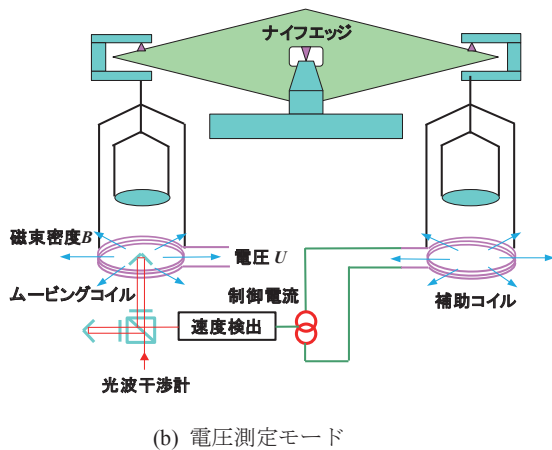 ナイフエッジ
磁束密度B
電圧 U
ムービングコイル
制御電流
補助コイル
速度検出
光波干渉計
(b) 電圧測定モード